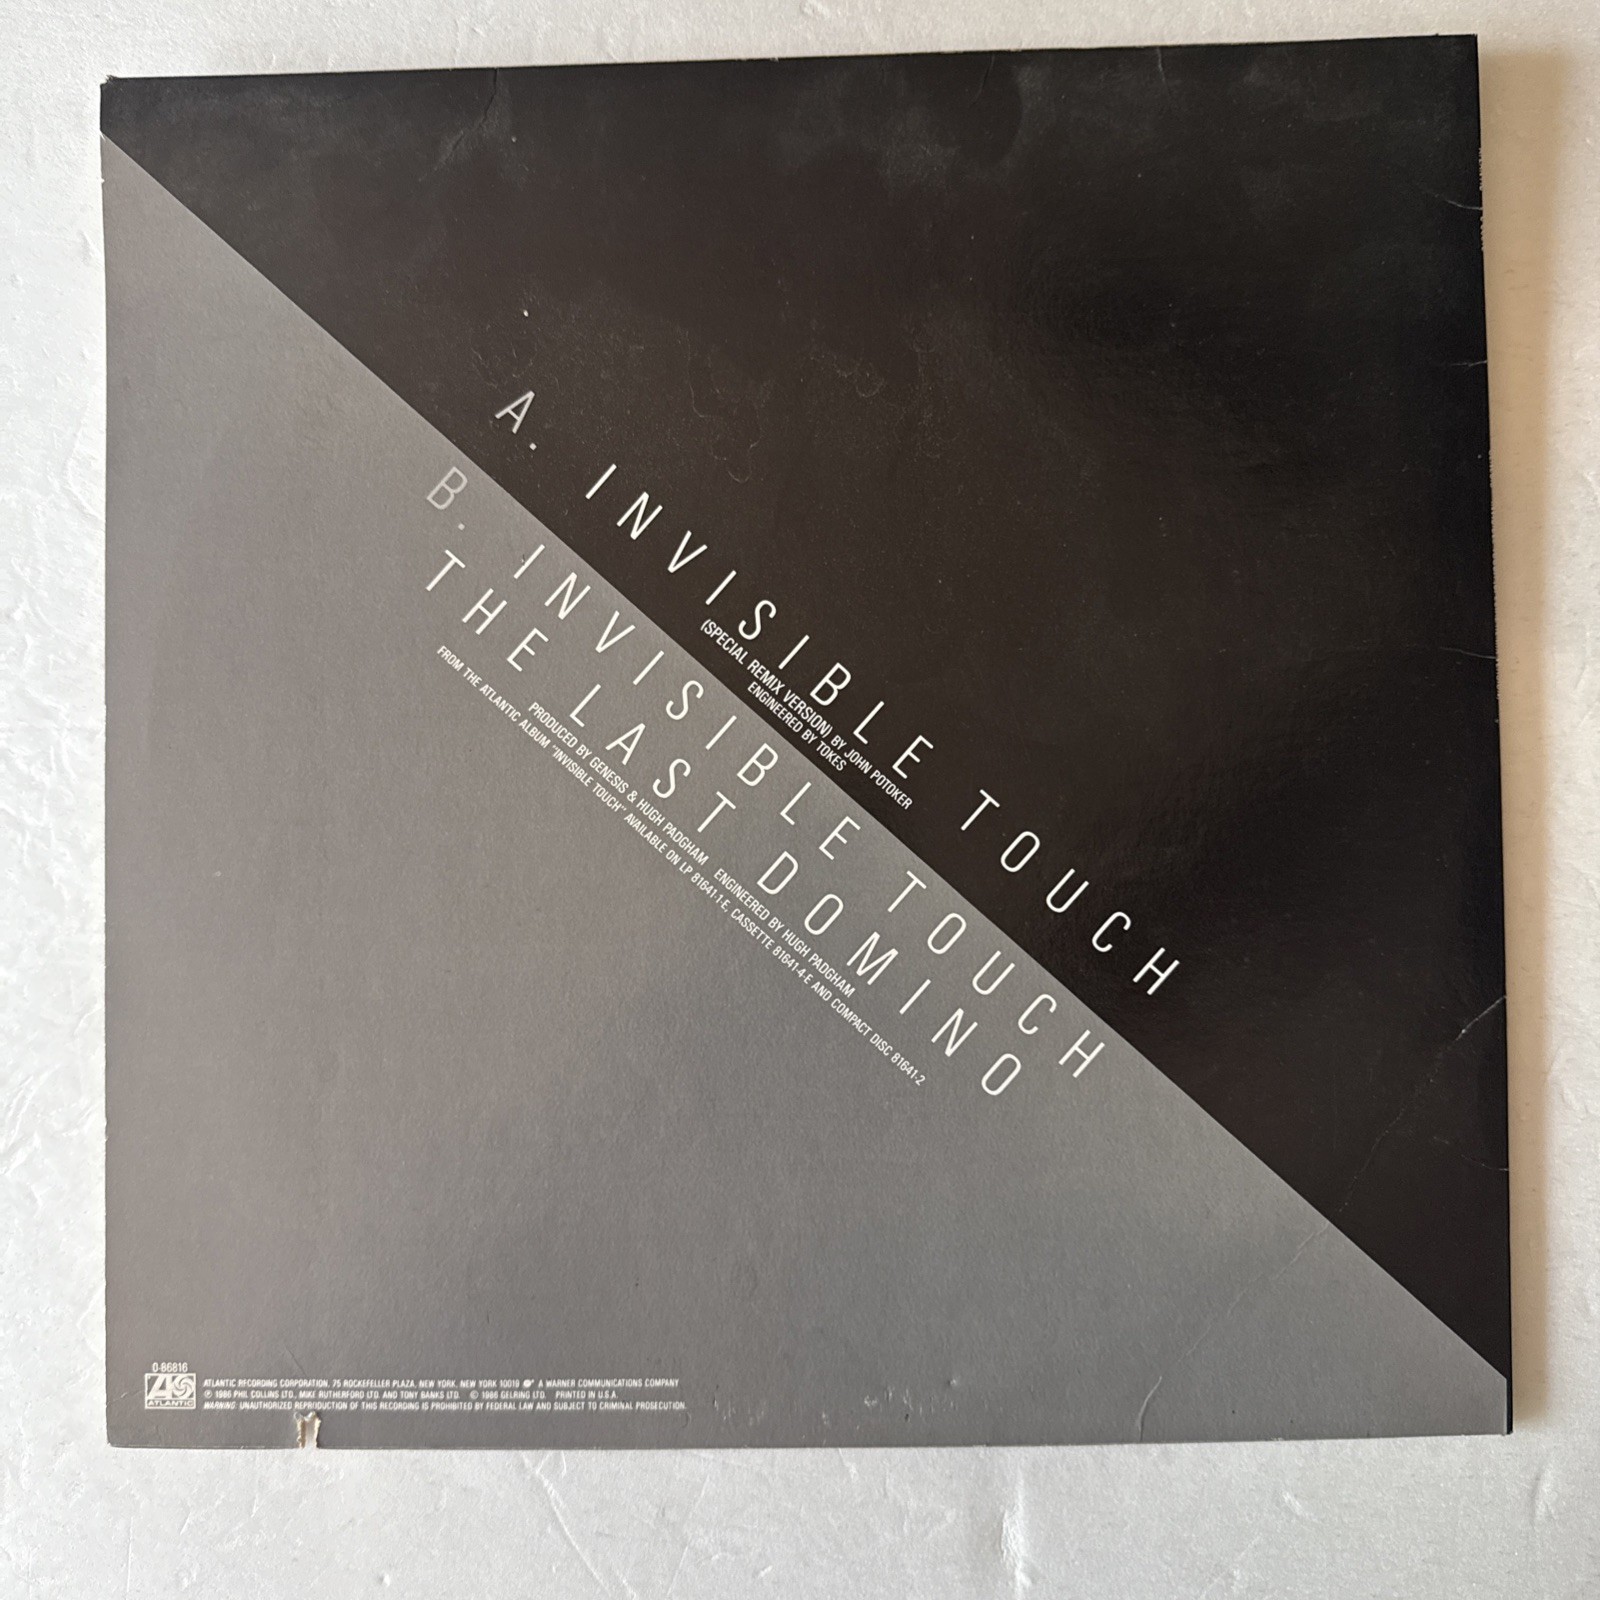 A. INVISIBLE TOUCH
(SPECIAL REMIX VERSION) BY JOHN POTOKER
ENGINEERED BY TOKES
B. INVISIBLE TOUCH
THE LAST DOMINO
PRODUCED BY GENESIS & HUGH PADGHAM ENGINEERED BY HUGH PADGHAM
FROM THE ATLANTIC ALBUM "INVISIBLE TOUCH" AVAILABLE ON LP 81641-1-E, CASSETTE 81641-4-E AND COMPACT DISC 81641-2
0-86816
ATLANTIC
ATLANTIC RECORDING CORPORATION, 75 ROCKEFELLER PLAZA, NEW YORK, NEW YORK 10019 A WARNER COMMUNICATIONS COMPANY
℗ 1986 PHIL COLLINS LTD., MIKE RUTHERFORD LTD. AND TONY BANKS LTD. © 1986 GELRING LTD. PRINTED IN U.S.A.
WARNING: UNAUTHORIZED REPRODUCTION OF THIS RECORDING IS PROHIBITED BY FEDERAL LAW AND SUBJECT TO CRIMINAL PROSECUTION.